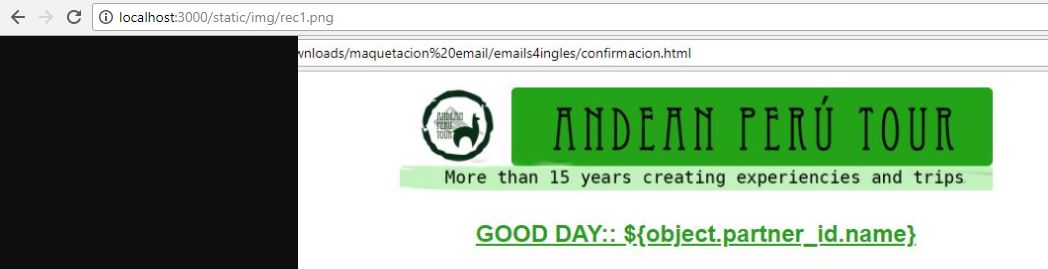 localhost:3000/static/img/rec1.png
wnloads/maquetacion%20email/emails4ingles/confirmacion.html
ANDEAN
PERÚ
TOUR
ANDEAN PERÚ TOUR
More than 15 years creating experiencies and trips
GOOD DAY:: ${object.partner_id.name}